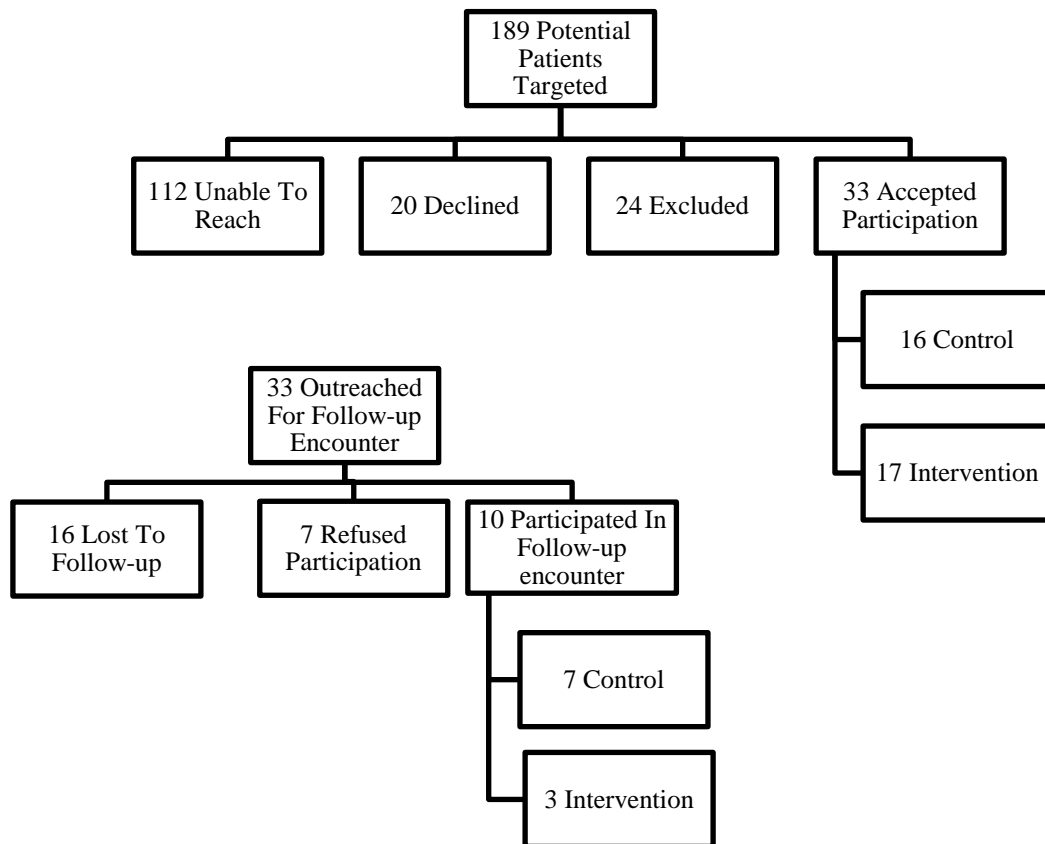 189 Potential
Patients
Targeted
112 Unable To
Reach
20 Declined
24 Excluded
33 Accepted
Participation
16 Control
17 Intervention
33 Outreached
For Follow-up
Encounter
16 Lost To
Follow-up
7 Refused
Participation
10 Participated In
Follow-up
encounter
7 Control
3 Intervention